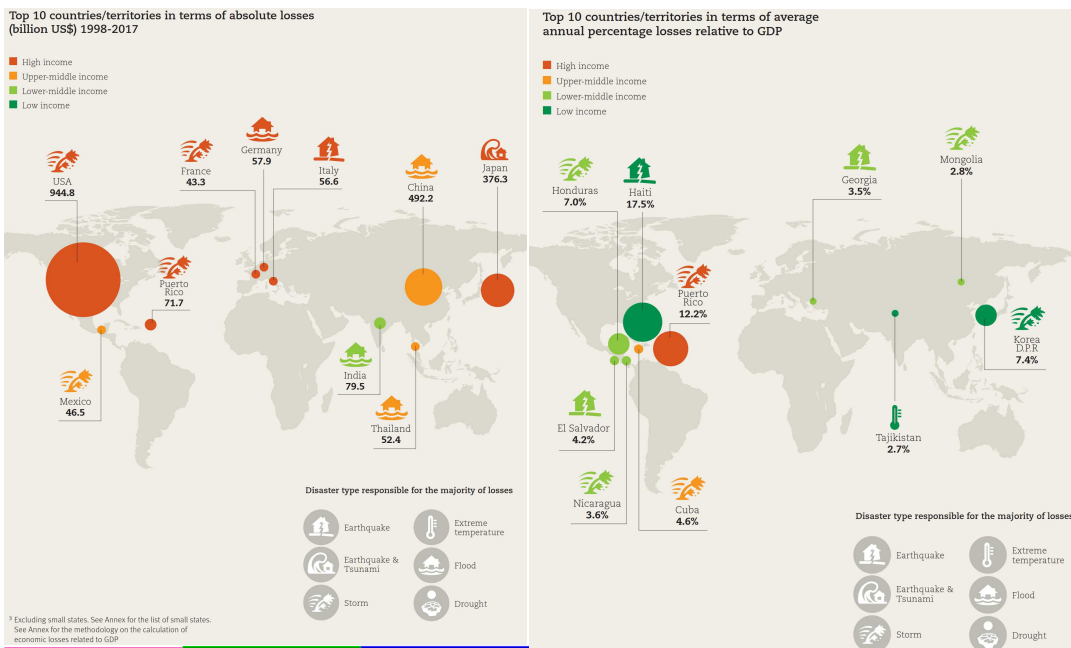 Top 10 countries/territories in terms of absolute losses
(billion US$) 1998-2017
High income
Upper-middle income
Lower-middle income
Low income
USA
944.8
France
43.3
Germany
57.9
Italy
56.6
China
492.2
Japan
376.3
Puerto
Rico
71.7
Mexico
46.5
India
79.5
Thailand
52.4
Disaster type responsible for the majority of losses
Earthquake
Extreme
temperature
Earthquake &
Tsunami
Flood
Storm
Drought
³ Excluding small states. See Annex for the list of small states.
See Annex for the methodology on the calculation of
economic losses related to GDP
Top 10 countries/territories in terms of average
annual percentage losses relative to GDP
High income
Upper-middle income
Lower-middle income
Low income
Honduras
7.0%
Haiti
17.5%
Georgia
3.5%
Mongolia
2.8%
Puerto
Rico
12.2%
Korea
D.P.R
7.4%
El Salvador
4.2%
Tajikistan
2.7%
Nicaragua
3.6%
Cuba
4.6%
Disaster type responsible for the majority of losses
Earthquake
Extreme
temperature
Earthquake &
Tsunami
Flood
Storm
Drought